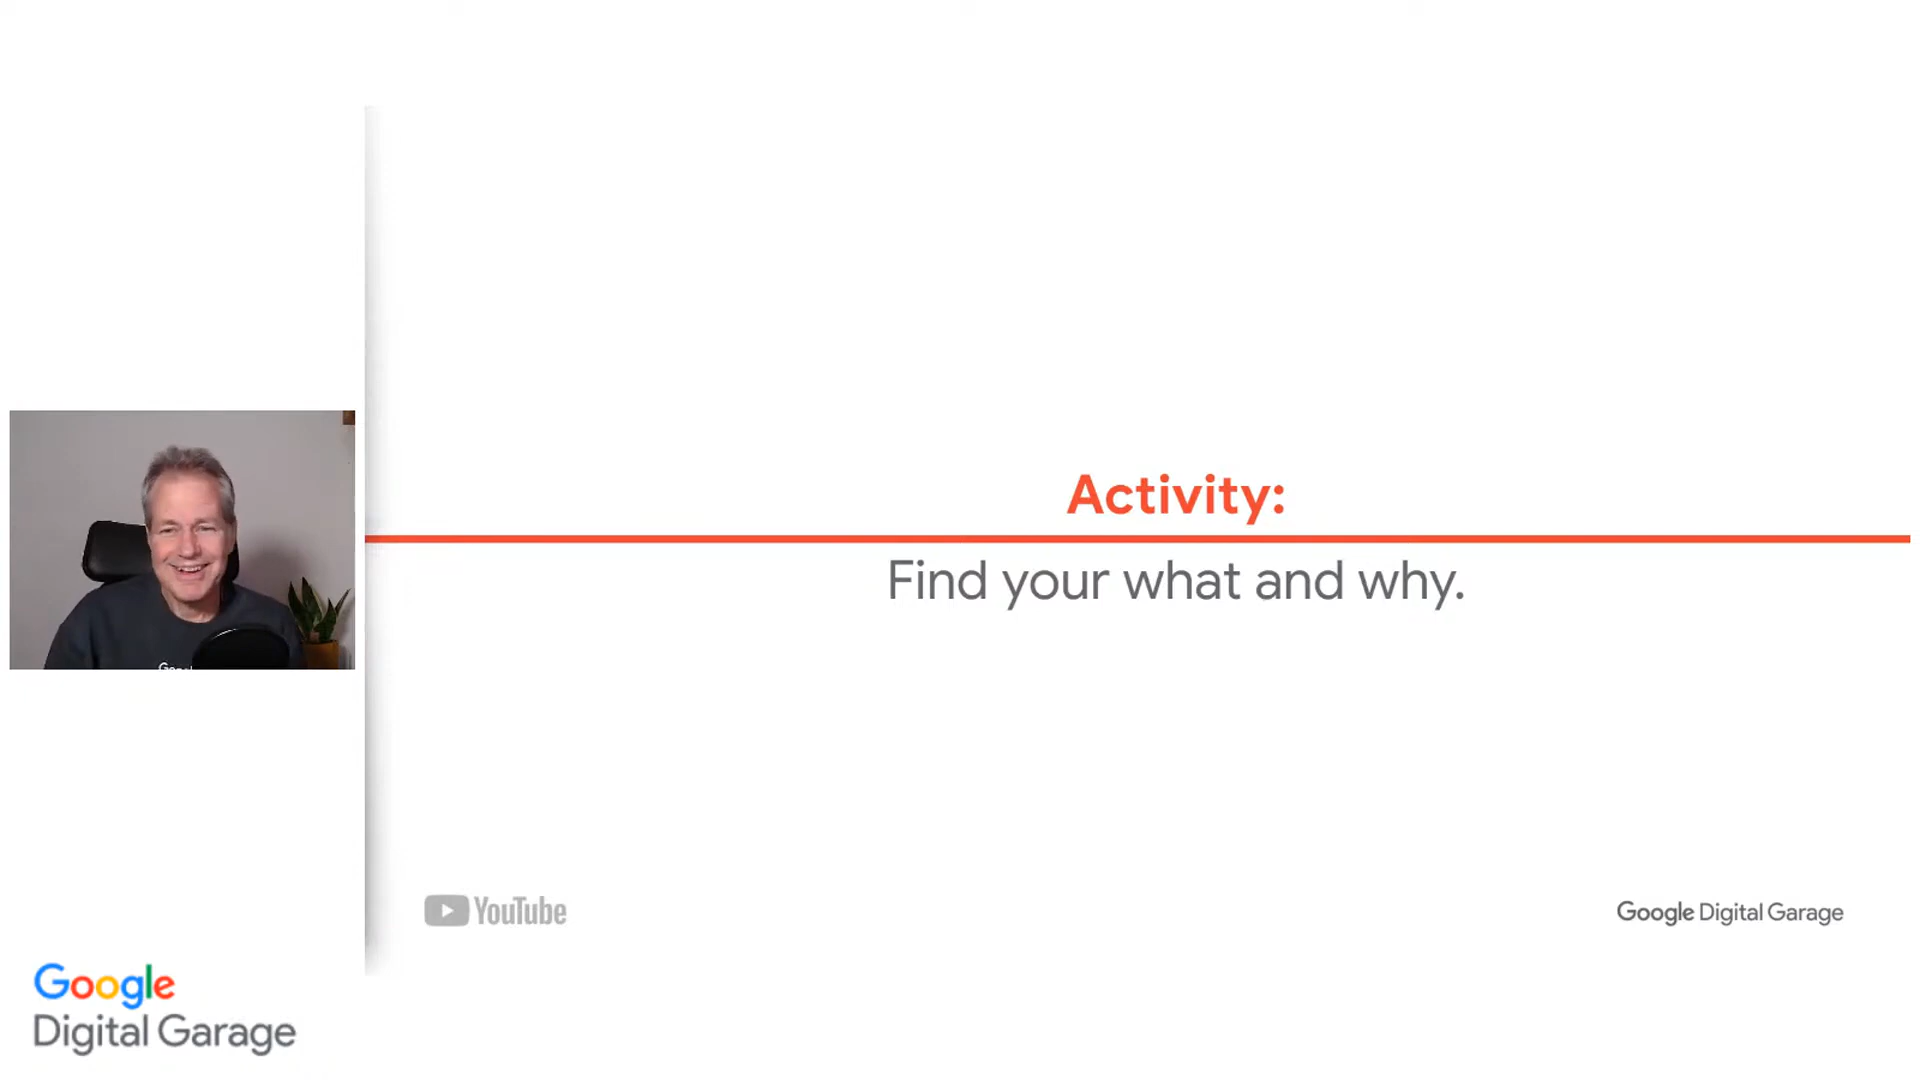 Activity:
Find your what and why.
YouTube
Google Digital Garage
Google
Digital Garage